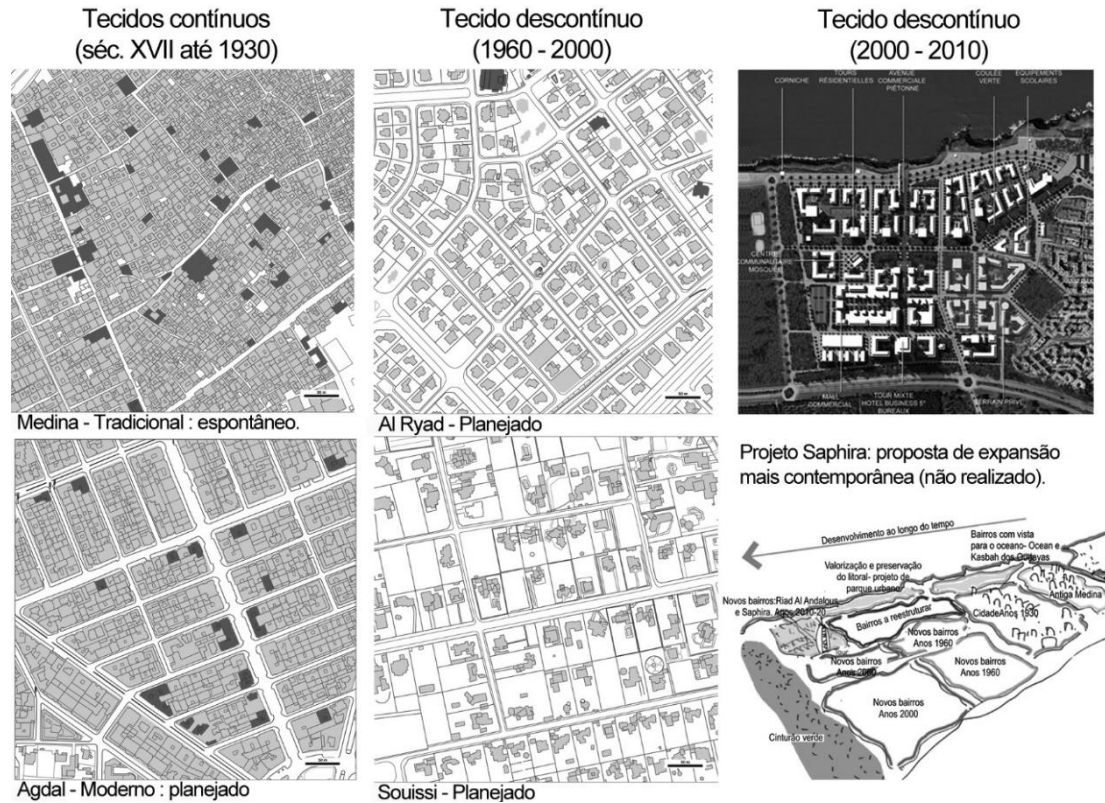 Tecidos contínuos
(séc. XVII até 1930)
Tecido descontínuo
(1960 - 2000)
Tecido descontínuo
(2000 - 2010)
Medina - Tradicional : espontâneo.
Al Ryad - Planejado
CORNICHE
TOURS
RÉSIDENTIELLES
AVENUE
COMMERCIALE
PIÉTONNE
COULÉE
VERTE
EQUIPEMENTS
SCOLAIRES
CENTRE
COMMUNAUTAIRE
MOSQUÉE
MALL
COMMERCIAL
TOUR MIXTE
HOTEL BUSINESS 5*
BUREAUX
TERRAIN PRIVÉ
Agdal - Moderno : planejado
Souissi - Planejado
Projeto Saphira: proposta de expansão
mais contemporânea (não realizado).
Desenvolvimento ao longo do tempo
Bairros com vista
para o oceano- Ocean e
Kasbah dos Oudayas
Valorização e preservação
do litoral- projeto de
parque urbano
Antiga Medina
Novos bairros:Riad Al Andalous
e Saphira. Anos 2010-20
Bairros a reestruturar
CidadeAnos 1930
Novos bairros
Anos 1960
Novos bairros
Anos 2000
Novos bairros
Anos 1960
Novos bairros
Anos 2000
Cinturão verde